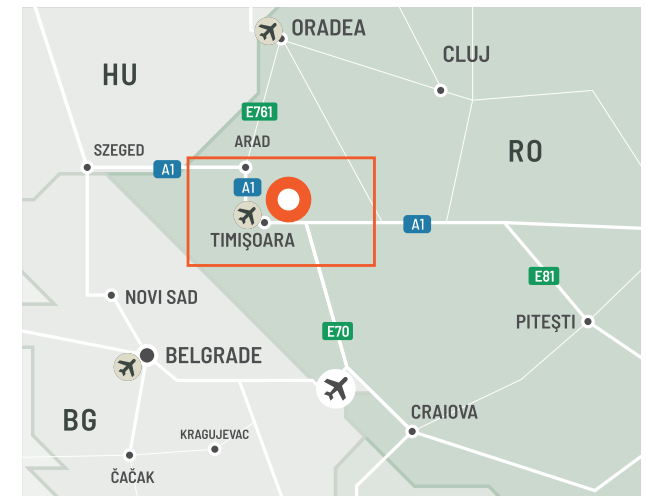 ORADEA
CLUJ
HU
E761
ARAD
SZEGED
A1
RO
A1
TIMIŞOARA
A1
E81
NOVI SAD
PITEŞTI
E70
BELGRADE
BG
CRAIOVA
KRAGUJEVAC
ČAČAK